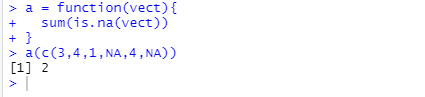 > a = function(vect){
+   sum(is.na(vect))
+ }
> a(c(3,4,1,NA,4,NA))
[1] 2
>